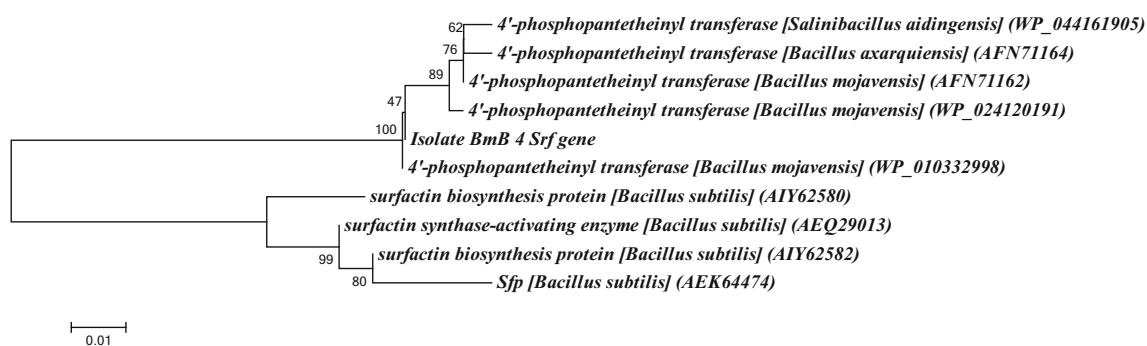 62
4'-phosphopantetheinyl transferase [Salinibacillus aidingensis] (WP_044161905)
76
4'-phosphopantetheinyl transferase [Bacillus axarquiensis] (AFN71164)
89
4'-phosphopantetheinyl transferase [Bacillus mojavensis] (AFN71162)
47
4'-phosphopantetheinyl transferase [Bacillus mojavensis] (WP_024120191)
100
Isolate BmB 4 Srf gene
4'-phosphopantetheinyl transferase [Bacillus mojavensis] (WP_010332998)
surfactin biosynthesis protein [Bacillus subtilis] (AIY62580)
surfactin synthase-activating enzyme [Bacillus subtilis] (AEQ29013)
99
surfactin biosynthesis protein [Bacillus subtilis] (AIY62582)
80
Sfp [Bacillus subtilis] (AEK64474)
0.01